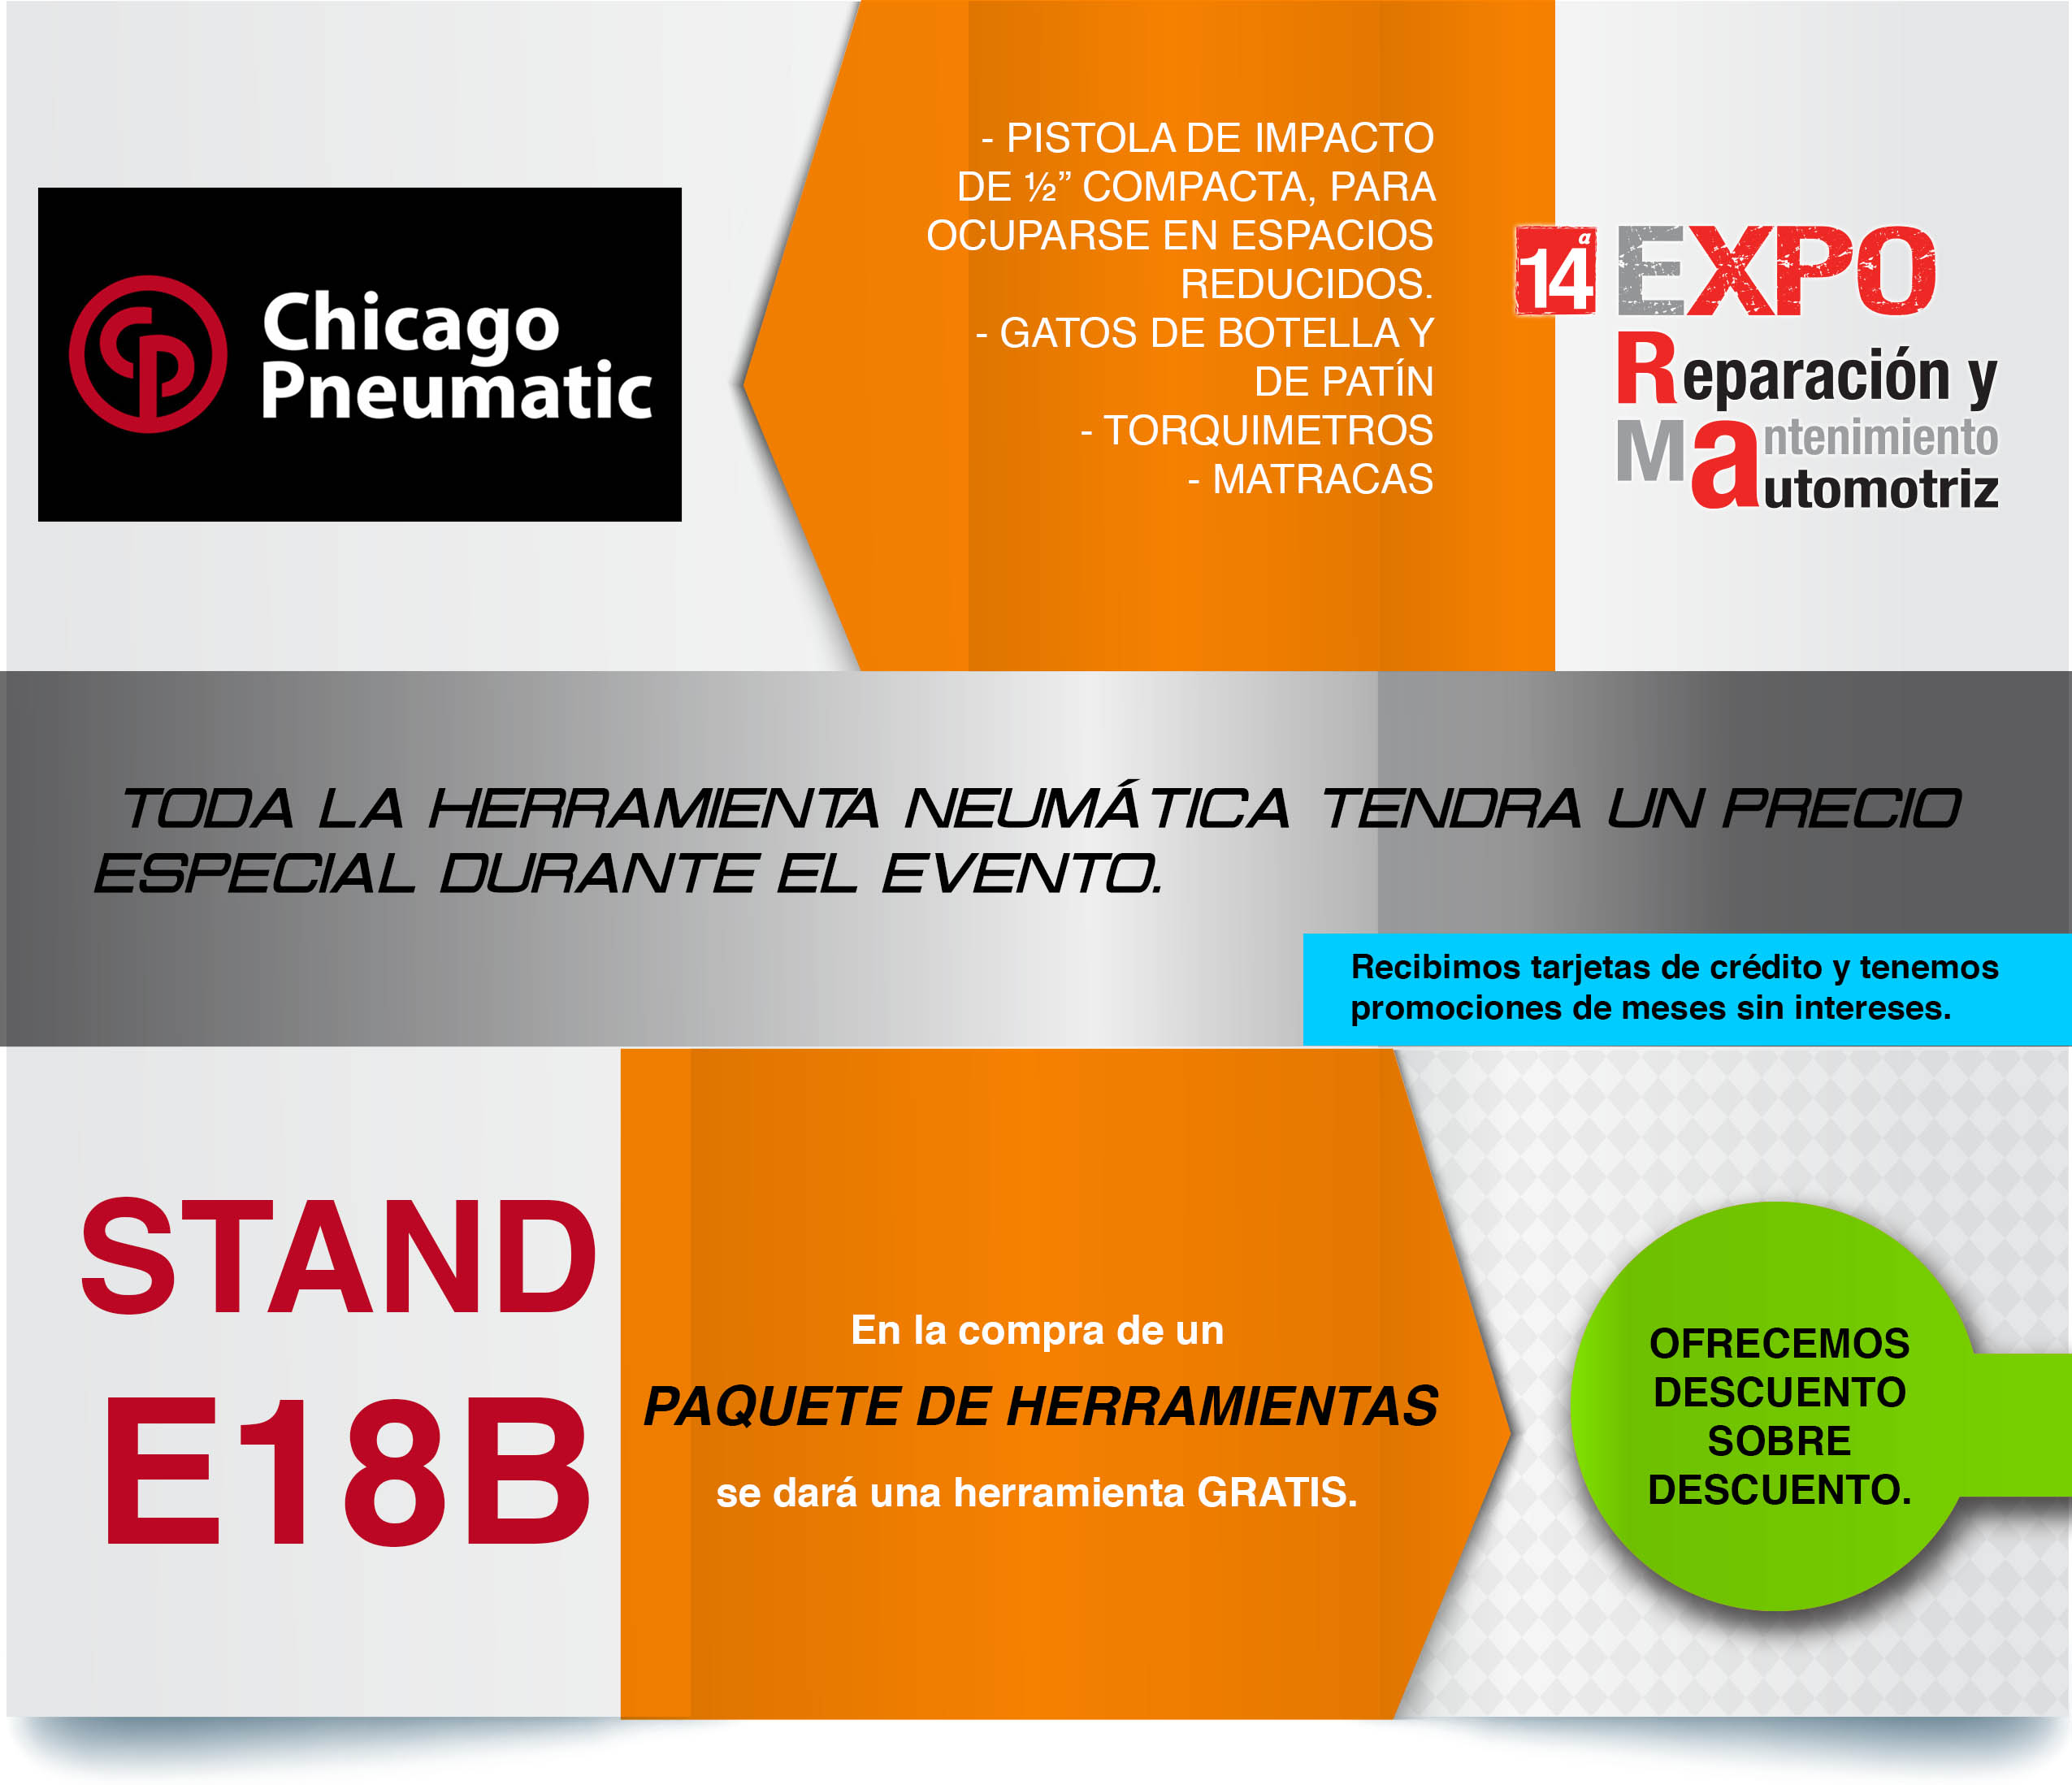 Chicago
Pneumatic
- PISTOLA DE IMPACTO
DE ½” COMPACTA, PARA
OCUPARSE EN ESPACIOS
REDUCIDOS.
- GATOS DE BOTELLA Y
DE PATÍN
- TORQUIMETROS
- MATRACAS
14ª EXPO
Reparación y
Mantenimiento
automotriz
TODA LA HERRAMIENTA NEUMÁTICA TENDRA UN PRECIO
ESPECIAL DURANTE EL EVENTO.
Recibimos tarjetas de crédito y tenemos
promociones de meses sin intereses.
STAND
E18B
En la compra de un
PAQUETE DE HERRAMIENTAS
se dará una herramienta GRATIS.
OFRECEMOS
DESCUENTO
SOBRE
DESCUENTO.